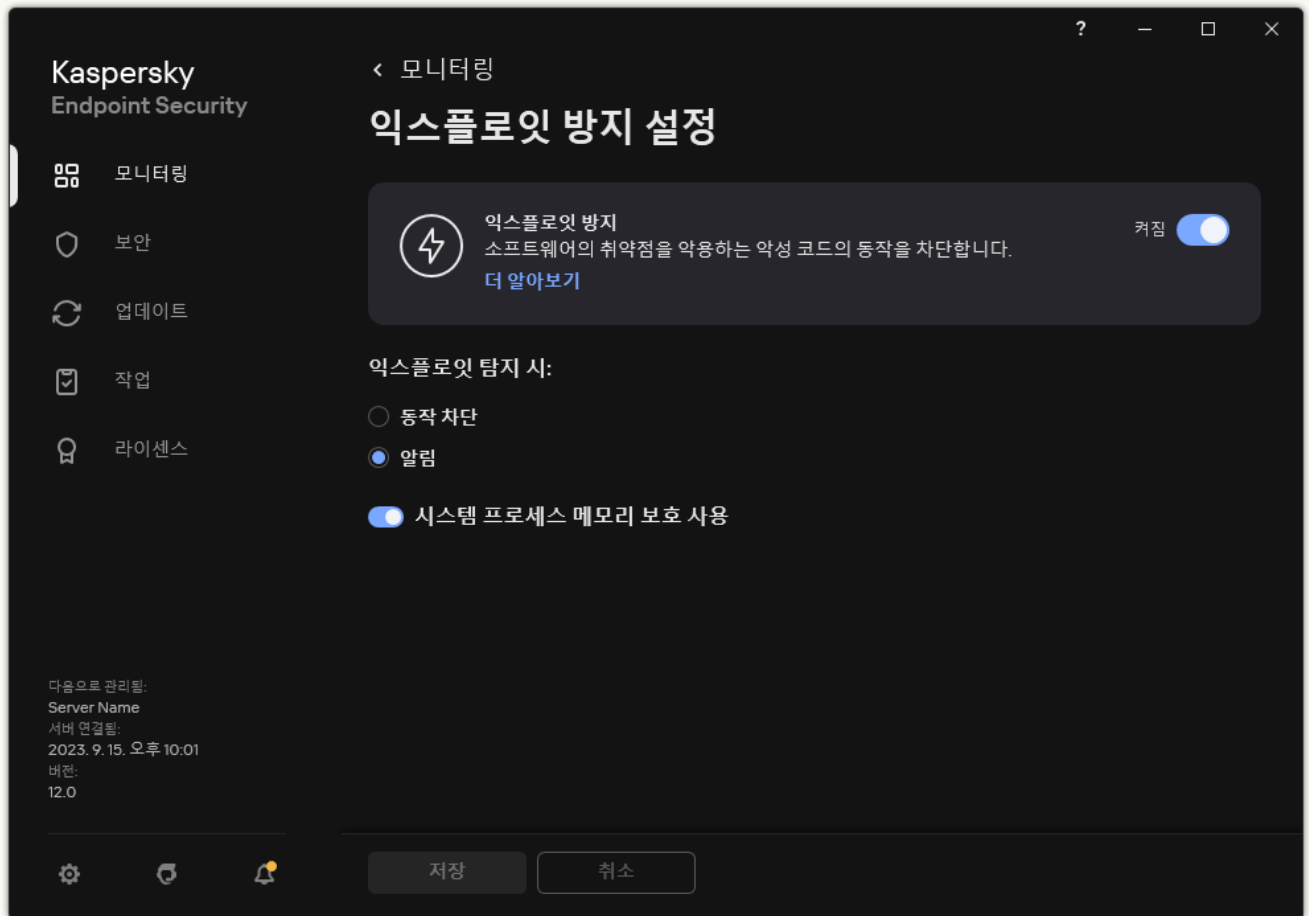 ?
Kaspersky
Endpoint Security
모니터링
보안
업데이트
작업
라이센스
다음으로 관리됨:
Server Name
서버 연결됨:
2023. 9. 15. 오후 10:01
버전:
12.0
모니터링
익스플로잇 방지 설정
익스플로잇 방지
소프트웨어의 취약점을 악용하는 악성 코드의 동작을 차단합니다.
더 알아보기
켜짐
익스플로잇 탐지 시:
동작 차단
알림
시스템 프로세스 메모리 보호 사용
저장
취소